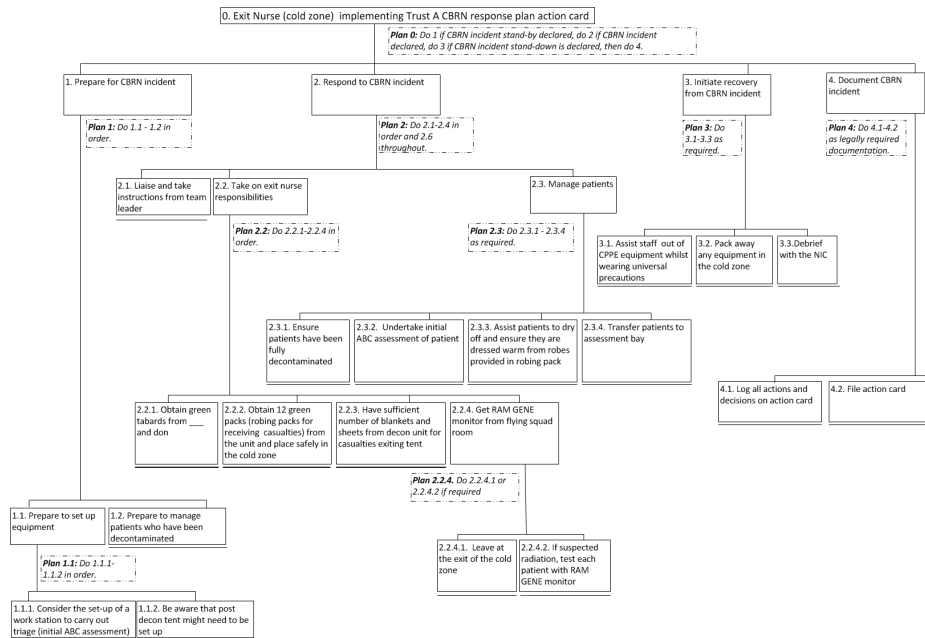 0. Exit Nurse (cold zone)  implementing Trust A CBRN response plan action card
Plan 0: Do 1 if CBRN incident stand-by declared, do 2 if CBRN incident
declared, do 3 if CBRN incident stand-down is declared, then do 4.
1. Prepare for CBRN incident
2. Respond to CBRN incident
3. Initiate recovery
from CBRN incident
4. Document CBRN
incident
Plan 1: Do 1.1 - 1.2 in
order.
Plan 2: Do 2.1-2.4 in
order and 2.6
throughout.
Plan 3: Do
3.1-3.3 as
required.
Plan 4: Do 4.1-4.2
as legally required
documentation.
2.1. Liaise and take
instructions from team
leader
2.2. Take on exit nurse
responsibilities
2.3. Manage patients
Plan 2.2: Do 2.2.1-2.2.4 in
order.
Plan 2.3: Do 2.3.1 - 2.3.4
as required.
3.1. Assist staff out of
CPPE equipment whilst
wearing universal
precautions
3.2. Pack away
any equipment in
the cold zone
3.3.Debrief
with the NIC
2.3.1. Ensure
patients have been
fully
decontaminated
2.3.2. Undertake initial
ABC assessment of patient
2.3.3. Assist patients to dry
off and ensure they are
dressed warm from robes
provided in robing pack
2.3.4. Transfer patients to
assessment bay
4.1. Log all actions and
decisions on action card
4.2. File action card
2.2.1. Obtain green
tabards from ___
and don
2.2.2. Obtain 12 green
packs (robing packs for
receiving casualties) from
the unit and place safely in
the cold zone
2.2.3. Have sufficient
number of blankets and
sheets from decon unit for
casualties exiting tent
2.2.4. Get RAM GENE
monitor from flying squad
room
Plan 2.2.4. Do 2.2.4.1 or
2.2.4.2 if required
1.1. Prepare to set up
equipment
1.2. Prepare to manage
patients who have been
decontaminated
2.2.4.1. Leave at
the exit of the cold
zone
2.2.4.2. If suspected
radiation, test each
patient with RAM
GENE monitor
Plan 1.1: Do 1.1.1-
1.1.2 in order.
1.1.1. Consider the set-up of a
work station to carry out
triage (initial ABC assessment)
1.1.2. Be aware that post
decon tent might need to be
set up